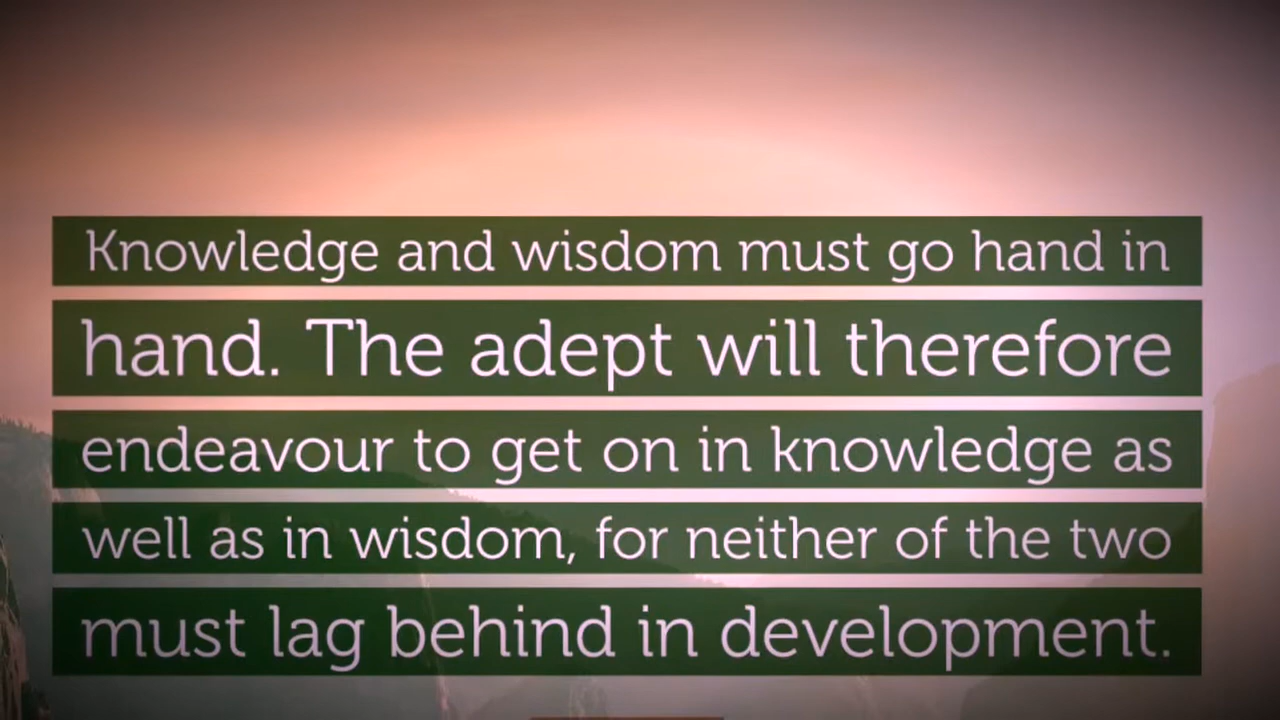 Knowledge and wisdom must go hand in
hand. The adept will therefore
endeavour to get on in knowledge as
well as in wisdom, for neither of the two
must lag behind in development.